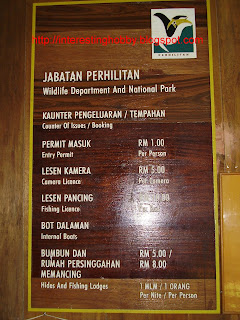 PERHILITAN
http://interestinghobby.blogspot.com
JABATAN PERHILITAN
Wildlife Department And National Park
KAUNTER PENGELUARAN / TEMPAHAN
Counter Of Issues / Booking
PERMIT MASUK RM 1.00
Entry Permit Per Person
LESEN KAMERA RM 5.00
Camera Licence Per Camera
LESEN PANCING
Fishing Licence Per
BOT DALAMAN
Internal Boats
BUMBUN DAN RM 5.00 /
RUMAH PERSINGGAHAN RM 8.00
MEMANCING
Hides And Fishing Lodges 1 MLM / 1 ORANG
Per Nite / Per Person